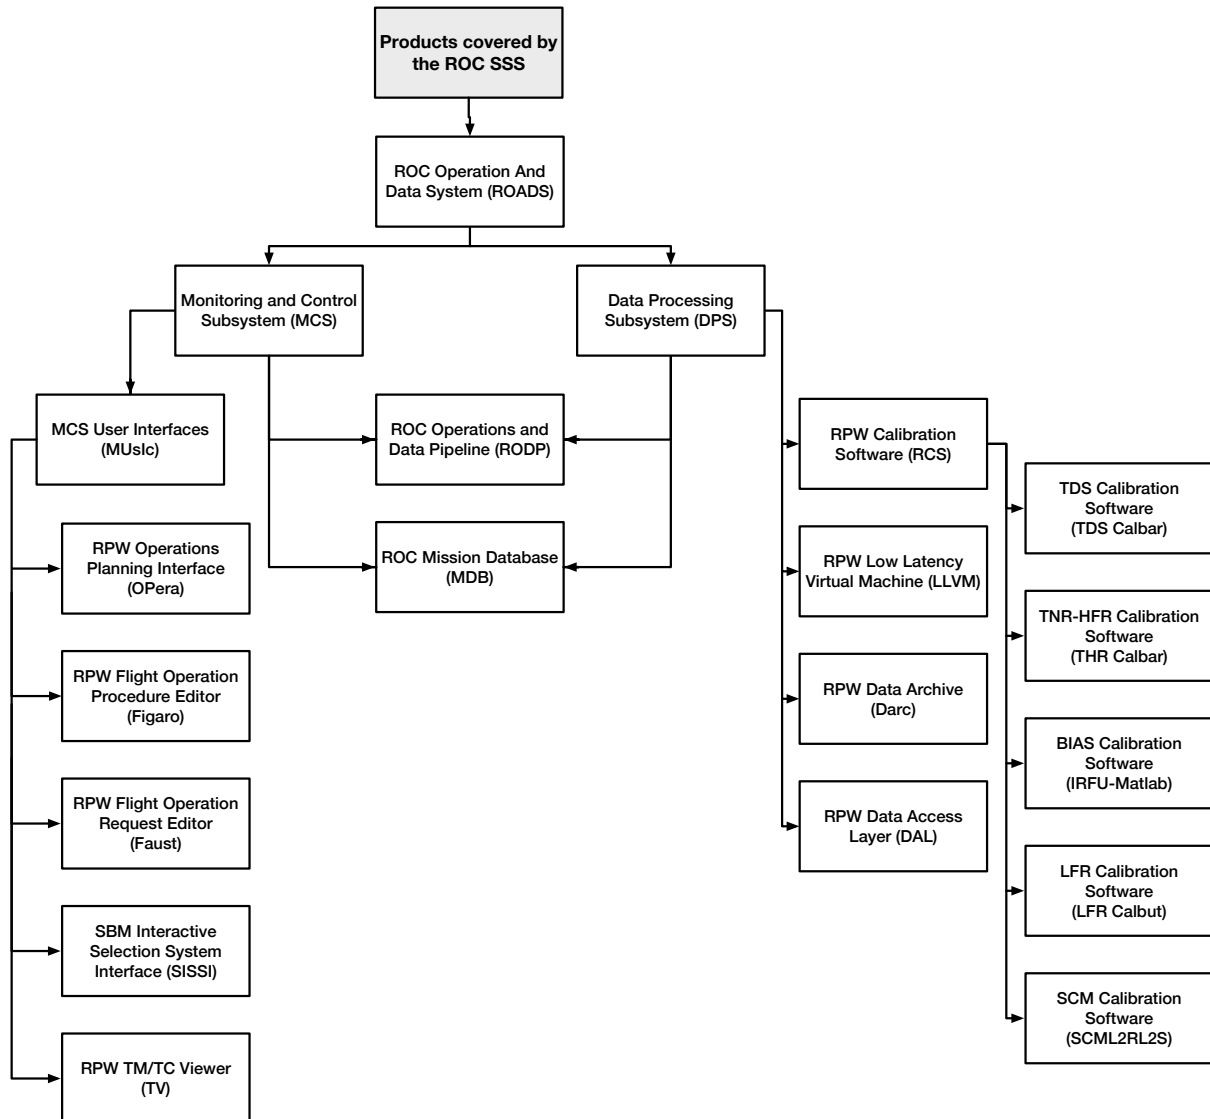 Products covered by
the ROC SSS
ROC Operation And
Data System (ROADS)
Monitoring and Control
Subsystem (MCS)
Data Processing
Subsystem (DPS)
MCS User Interfaces
(MUsIc)
ROC Operations and
Data Pipeline (RODP)
RPW Calibration
Software (RCS)
TDS Calibration
Software
(TDS Calbar)
RPW Operations
Planning Interface
(OPera)
ROC Mission Database
(MDB)
RPW Low Latency
Virtual Machine (LLVM)
TNR-HFR Calibration
Software
(THR Calbar)
RPW Flight Operation
Procedure Editor
(Figaro)
RPW Data Archive
(Darc)
BIAS Calibration
Software
(IRFU-Matlab)
RPW Flight Operation
Request Editor
(Faust)
RPW Data Access
Layer (DAL)
LFR Calibration
Software
(LFR Calbut)
SBM Interactive
Selection System
Interface (SISSI)
SCM Calibration
Software
(SCML2RL2S)
RPW TM/TC Viewer
(TV)